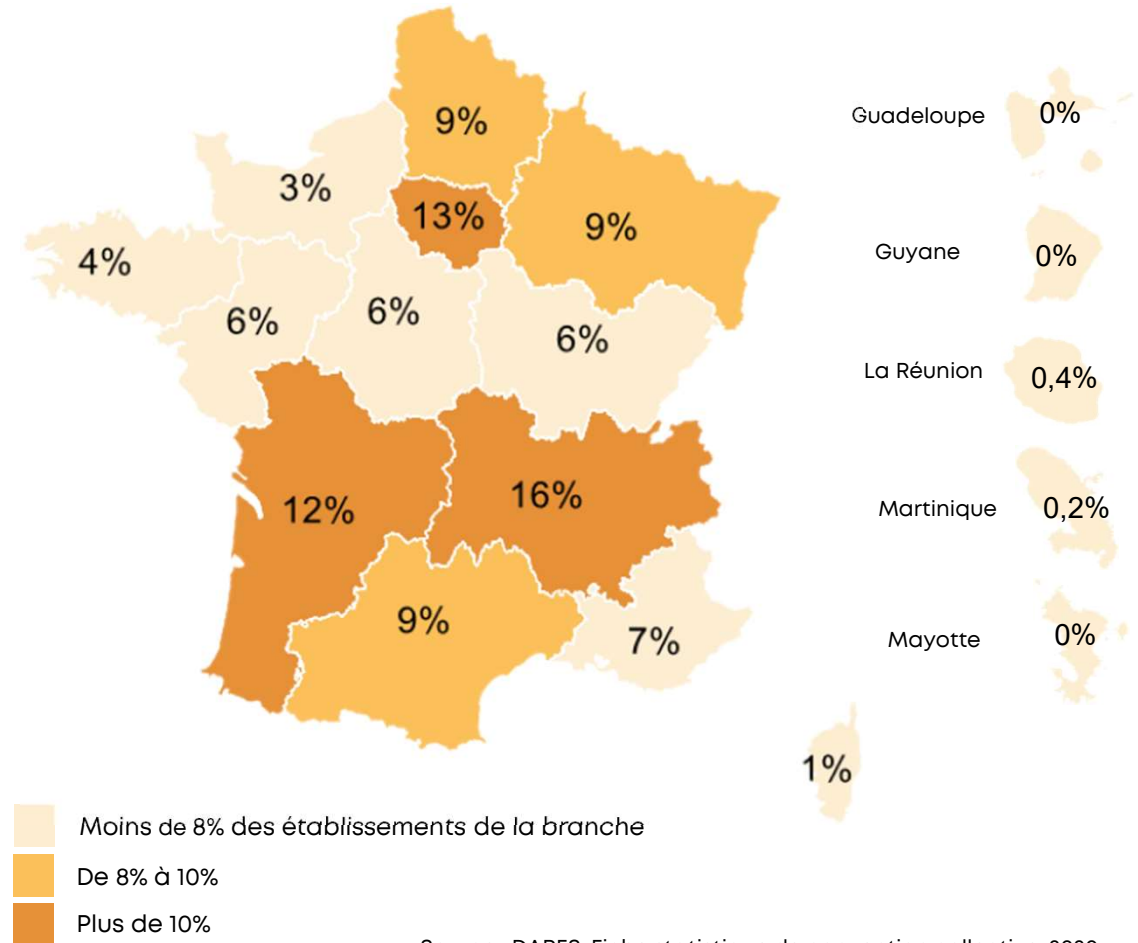 9%
3%
13%
9%
4%
6%
6%
6%
12%
16%
9%
7%
1%
Guadeloupe 0%
Guyane 0%
La Réunion 0,4%
Martinique 0,2%
Mayotte 0%
Moins de 8% des établissements de la branche
De 8% à 10%
Plus de 10%